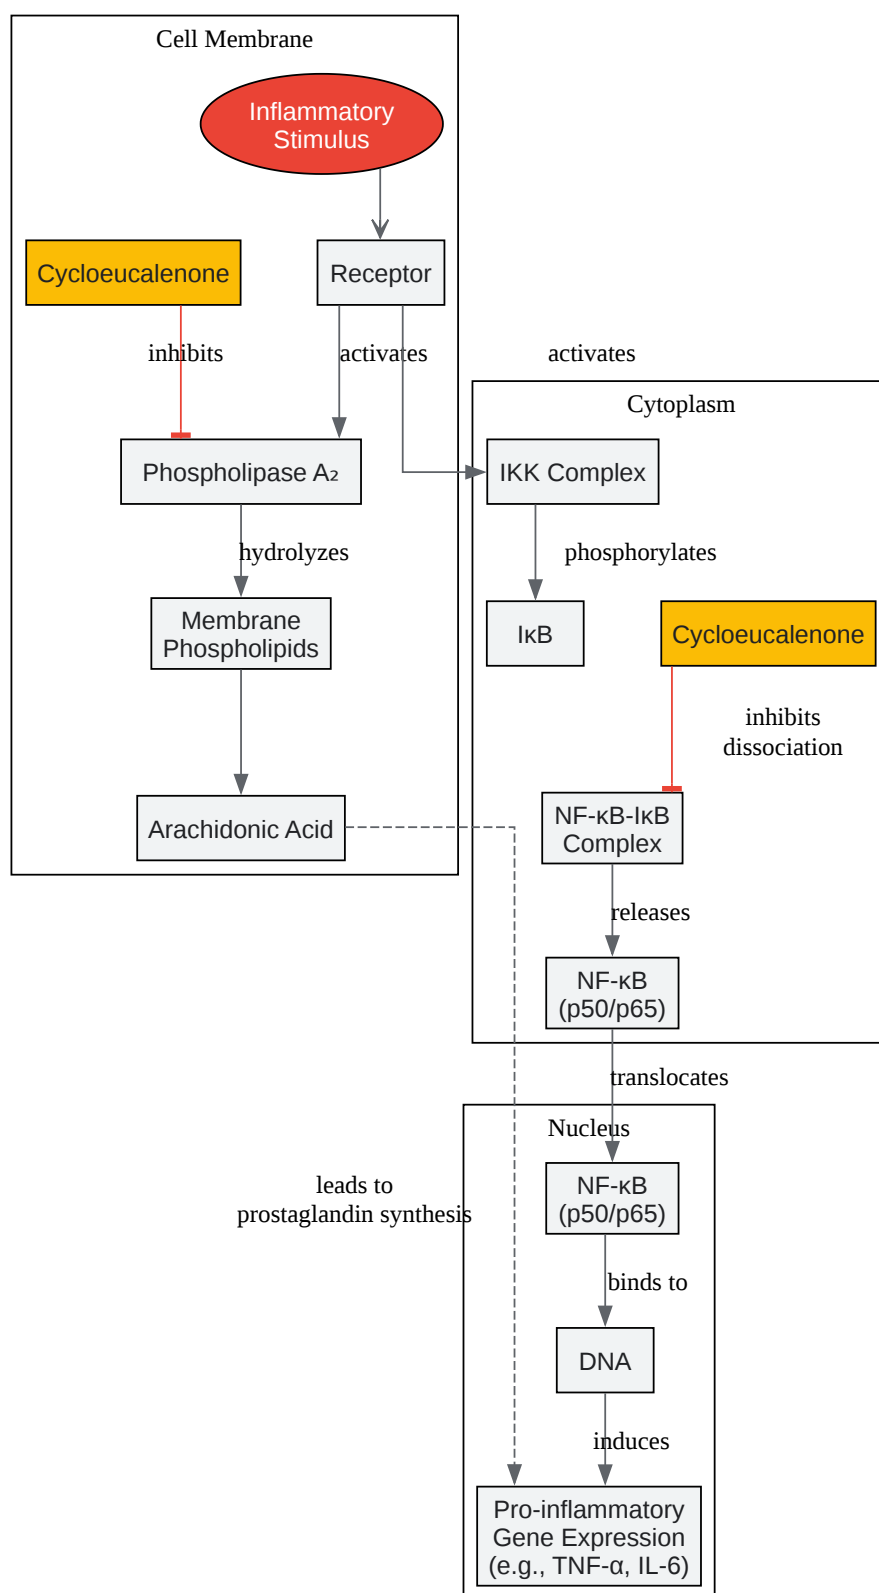 Cell Membrane
Inflammatory
Stimulus
Cycloeucalenone
Receptor
inhibits
activates
activates
Cytoplasm
Phospholipase A₂
IKK Complex
hydrolyzes
phosphorylates
Membrane
Phospholipids
IκB
Cycloeucalenone
inhibits
dissociation
Arachidonic Acid
NF-κB-IκB
Complex
releases
NF-κB
(p50/p65)
translocates
Nucleus
leads to
prostaglandin synthesis
NF-κB
(p50/p65)
binds to
DNA
induces
Pro-inflammatory
Gene Expression
(e.g., TNF-α, IL-6)